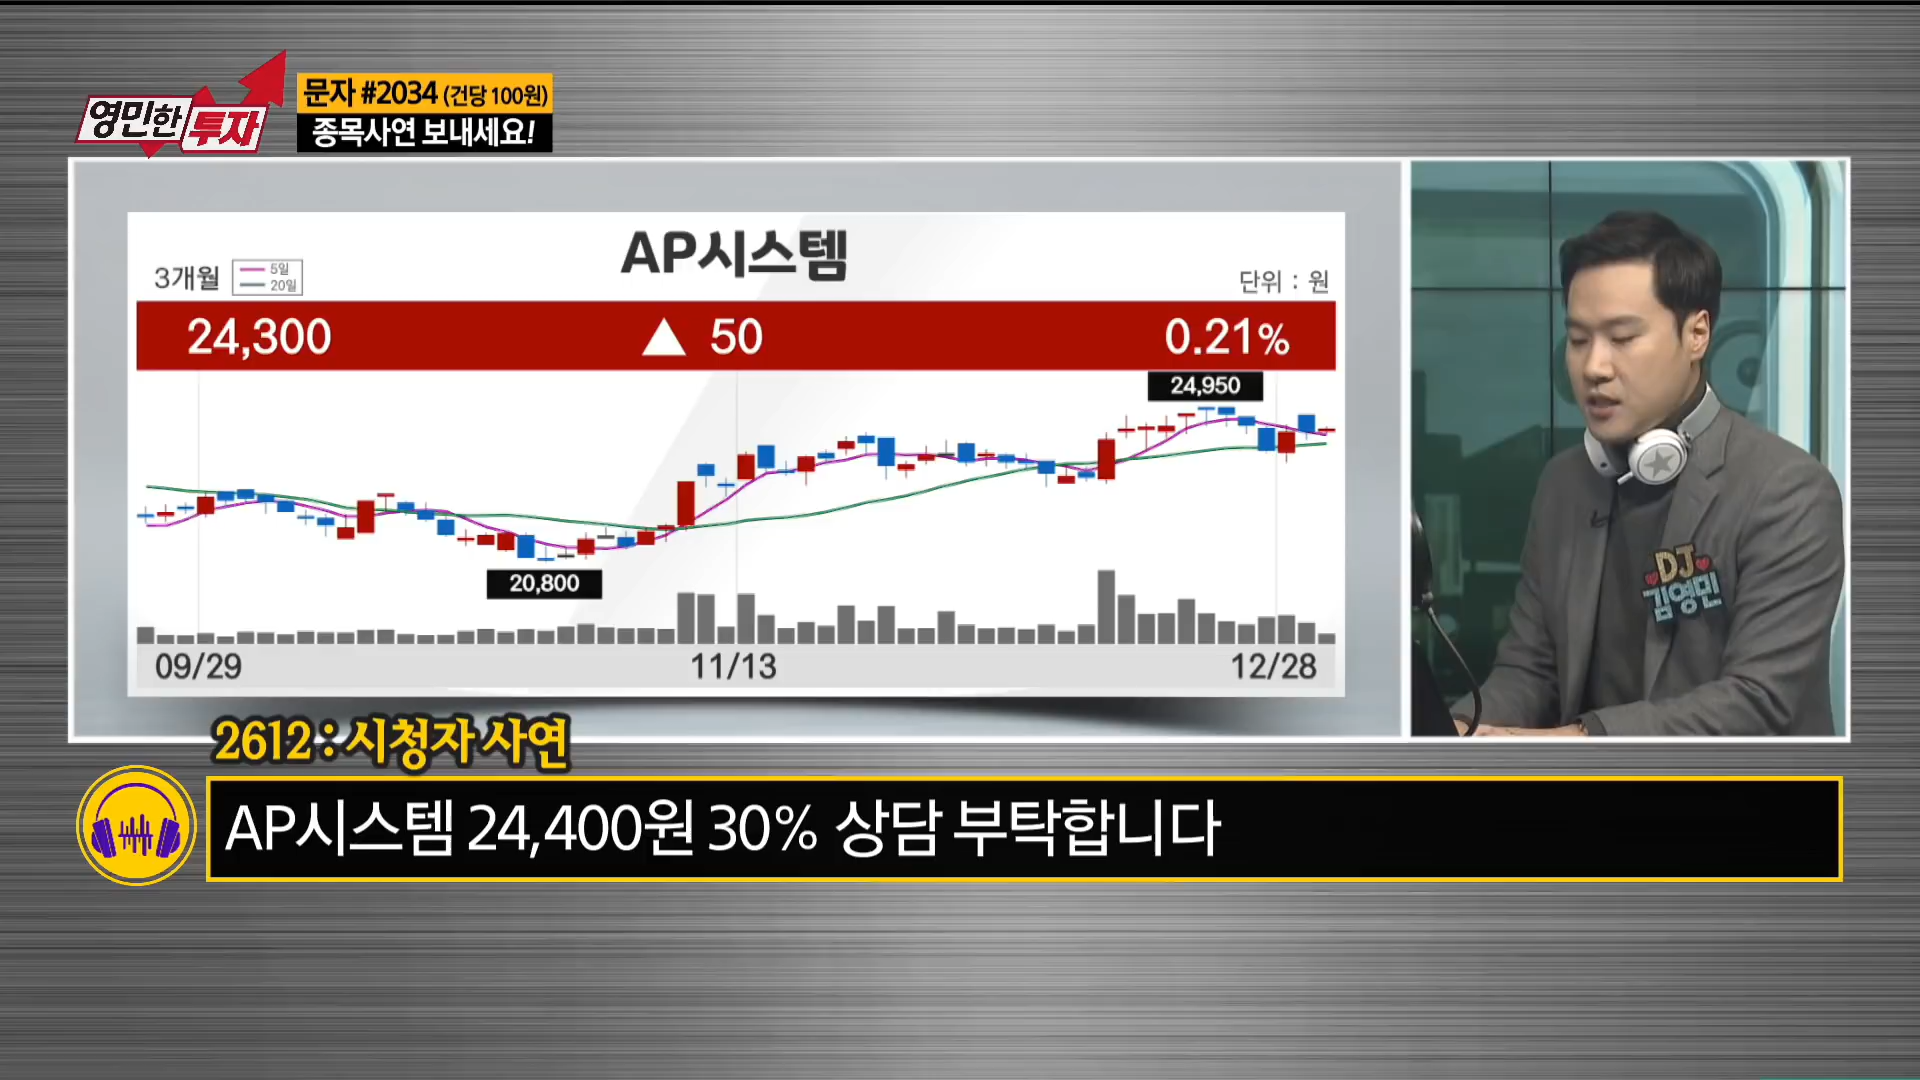 영민한 투자
문자 #2034 (건당 100원)
종목사연 보내세요!
AP시스템
3개월
5일
20일
단위 : 원
24,300 ▲ 50 0.21%
24,950
20,800
09/29 11/13 12/28
DJ
김영민
2612 : 시청자 사연
AP시스템 24,400원 30% 상담 부탁합니다